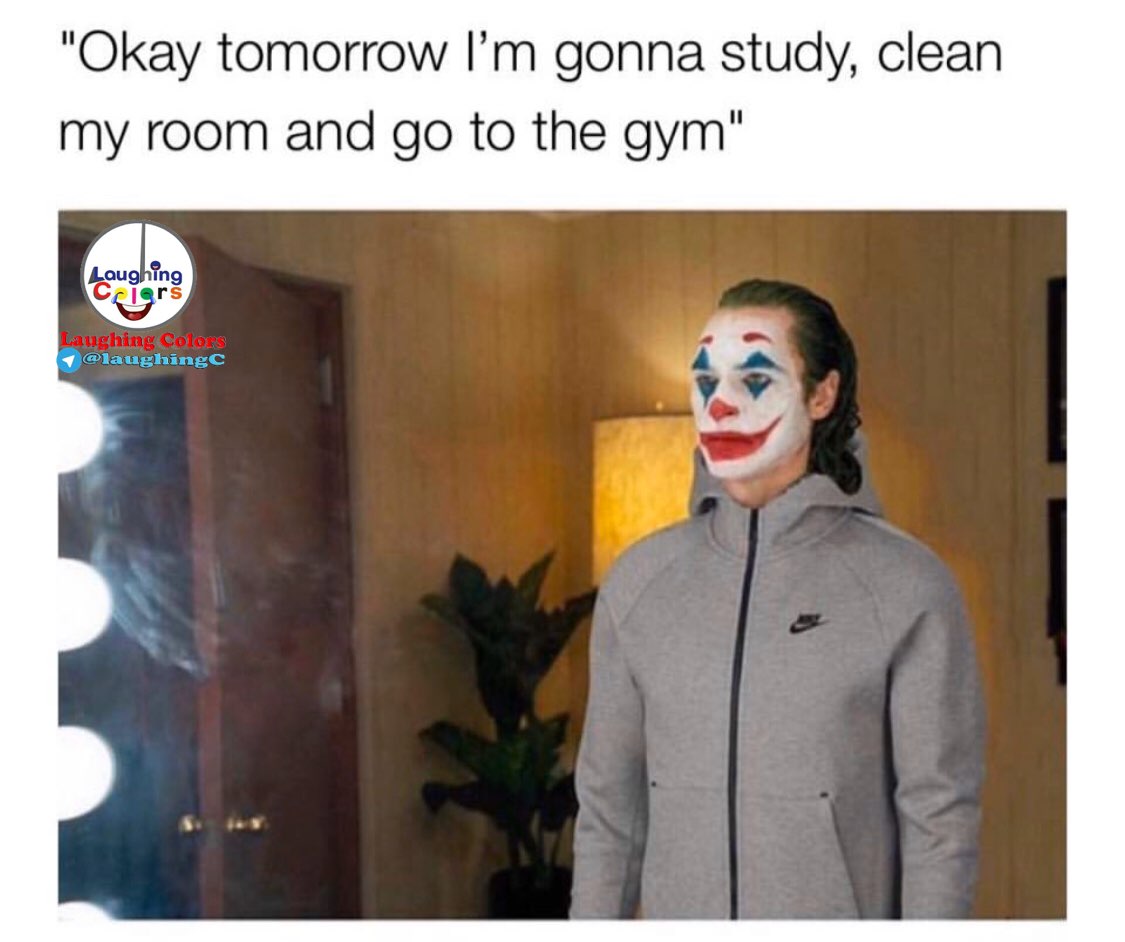 "Okay tomorrow I’m gonna study, clean
my room and go to the gym"
Laughing
Colors
Laughing Colors
@laughingC